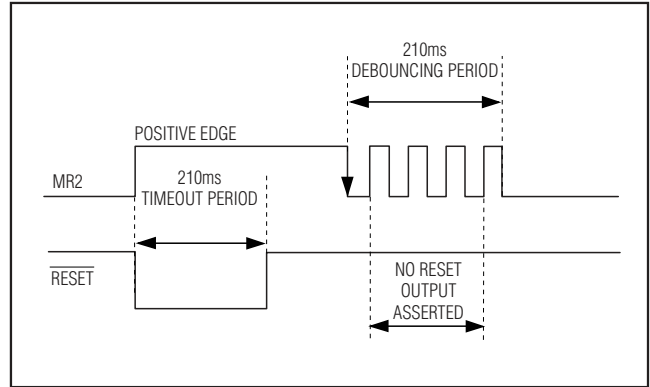 210ms
DEBOUNCING PERIOD
POSITIVE EDGE
MR2
210ms
TIMEOUT PERIOD
RESET
NO RESET
OUTPUT
ASSERTED